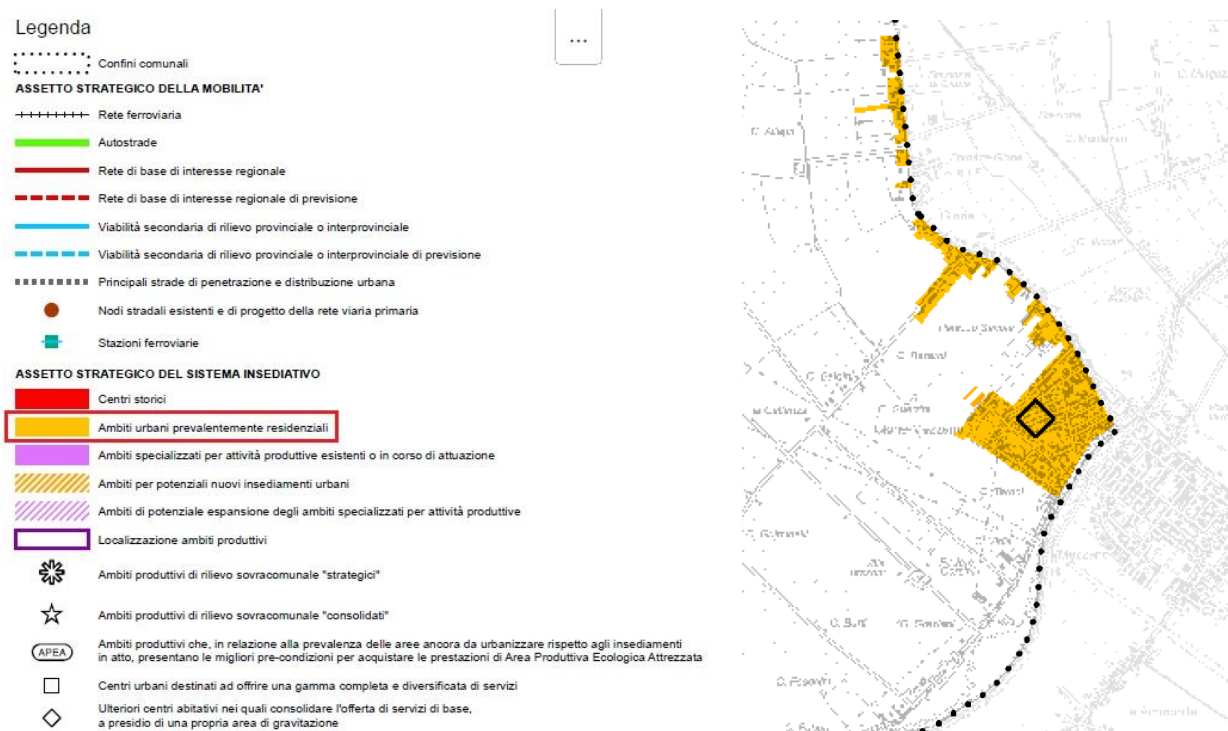 Legenda
...
Confini comunali
ASSETTO STRATEGICO DELLA MOBILITA'
Rete ferroviaria
Autostrade
Rete di base di interesse regionale
Rete di base di interesse regionale di previsione
Viabilità secondaria di rilievo provinciale o interprovinciale
Viabilità secondaria di rilievo provinciale o interprovinciale di previsione
Principali strade di penetrazione e distribuzione urbana
Nodi stradali esistenti e di progetto della rete viaria primaria
Stazioni ferroviarie
ASSETTO STRATEGICO DEL SISTEMA INSEDIATIVO
Centri storici
Ambiti urbani prevalentemente residenziali
Ambiti specializzati per attività produttive esistenti o in corso di attuazione
Ambiti per potenziali nuovi insediamenti urbani
Ambiti di potenziale espansione degli ambiti specializzati per attività produttive
Localizzazione ambiti produttivi
Ambiti produttivi di rilievo sovracomunale "strategici"
Ambiti produttivi di rilievo sovracomunale "consolidati"
APEA
Ambiti produttivi che, in relazione alla prevalenza delle aree ancora da urbanizzare rispetto agli insediamenti
in atto, presentano le migliori pre-condizioni per acquistare le prestazioni di Area Produttiva Ecologica Attrezzata
Centri urbani destinati ad offrire una gamma completa e diversificata di servizi
Ulteriori centri abitativi nei quali consolidare l'offerta di servizi di base,
a presidio di una propria area di gravitazione